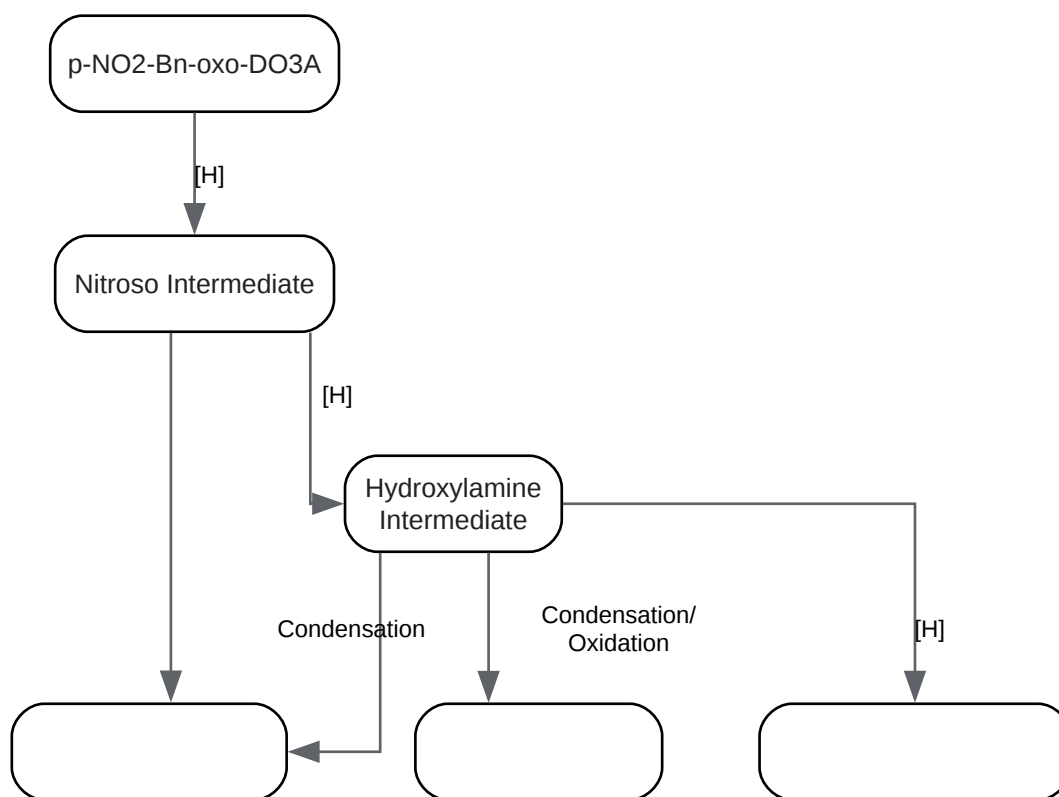 p-NO2-Bn-oxo-DO3A
[H]
Nitroso Intermediate
[H]
Hydroxylamine
Intermediate
Condensation
Condensation/
Oxidation
[H]